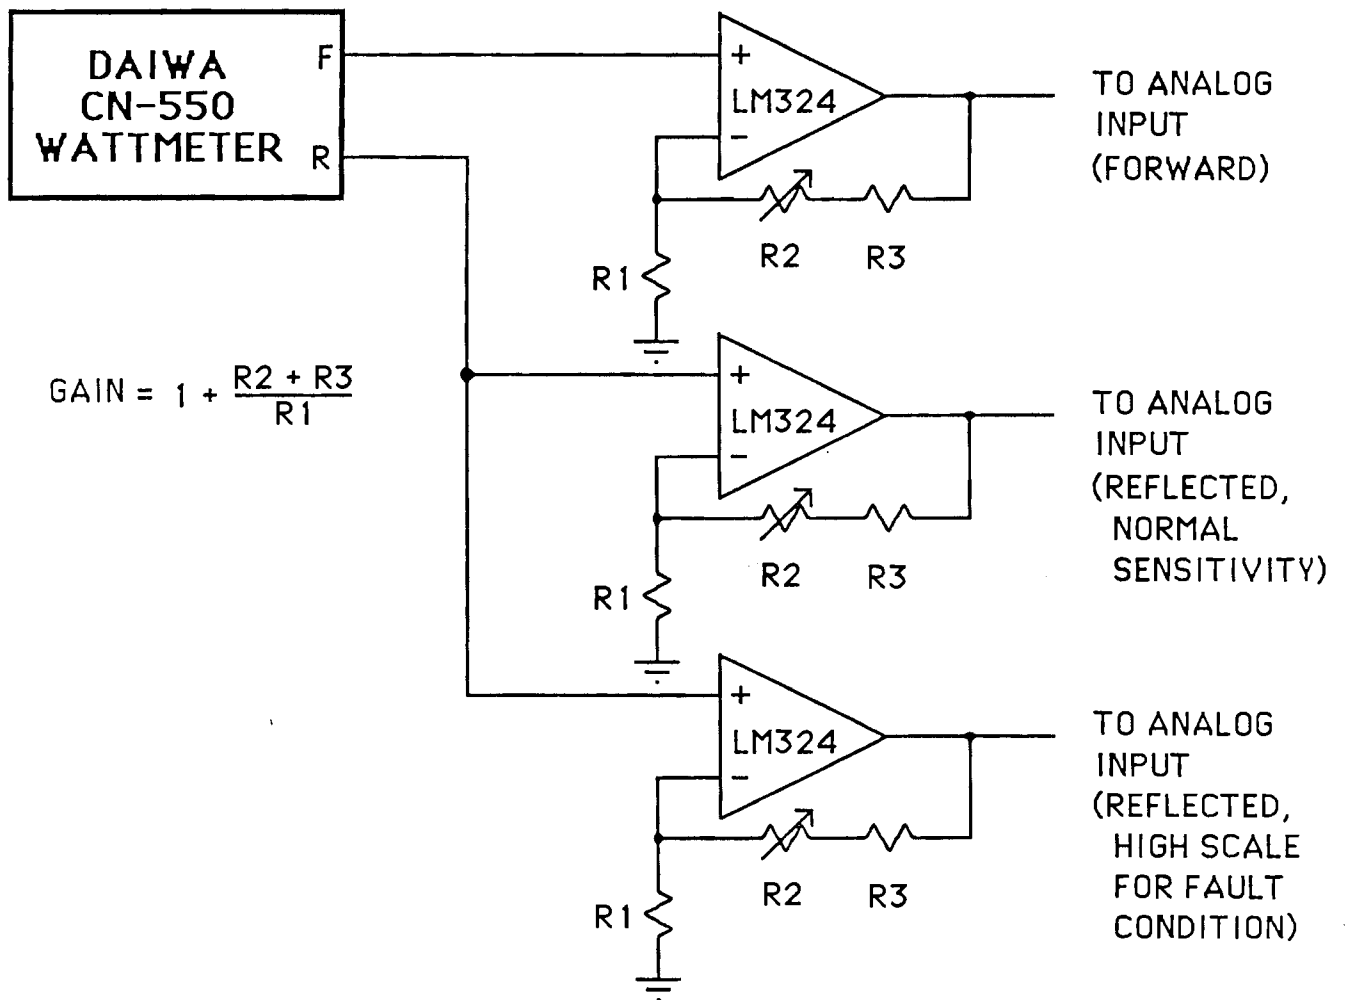 DAIWA
CN-550
WATTMETER
F
R
+
LM324
−
R1
R2
R3
TO ANALOG
INPUT
(FORWARD)
GAIN = 1 + R2 + R3
R1
+
LM324
−
R1
R2
R3
TO ANALOG
INPUT
(REFLECTED,
NORMAL
SENSITIVITY)
+
LM324
−
R1
R2
R3
TO ANALOG
INPUT
(REFLECTED,
HIGH SCALE
FOR FAULT
CONDITION)